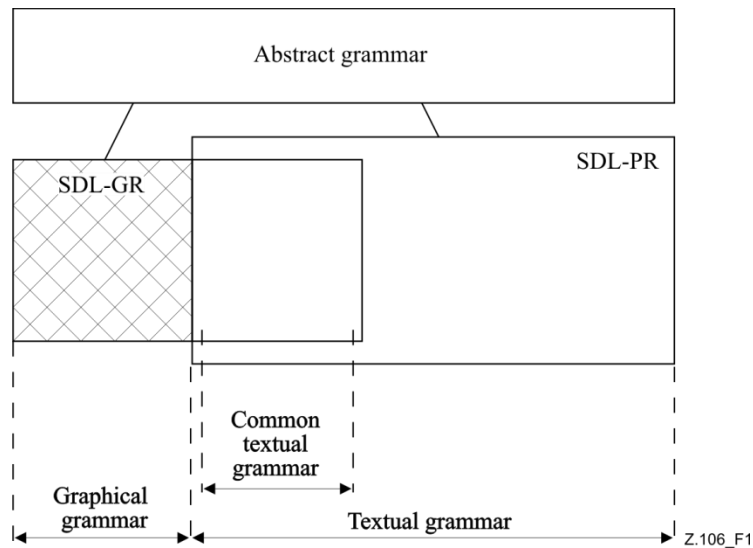 Abstract grammar
SDL-GR
SDL-PR
Common
textual
grammar
Graphical
grammar
Textual grammar
Z.106_F1